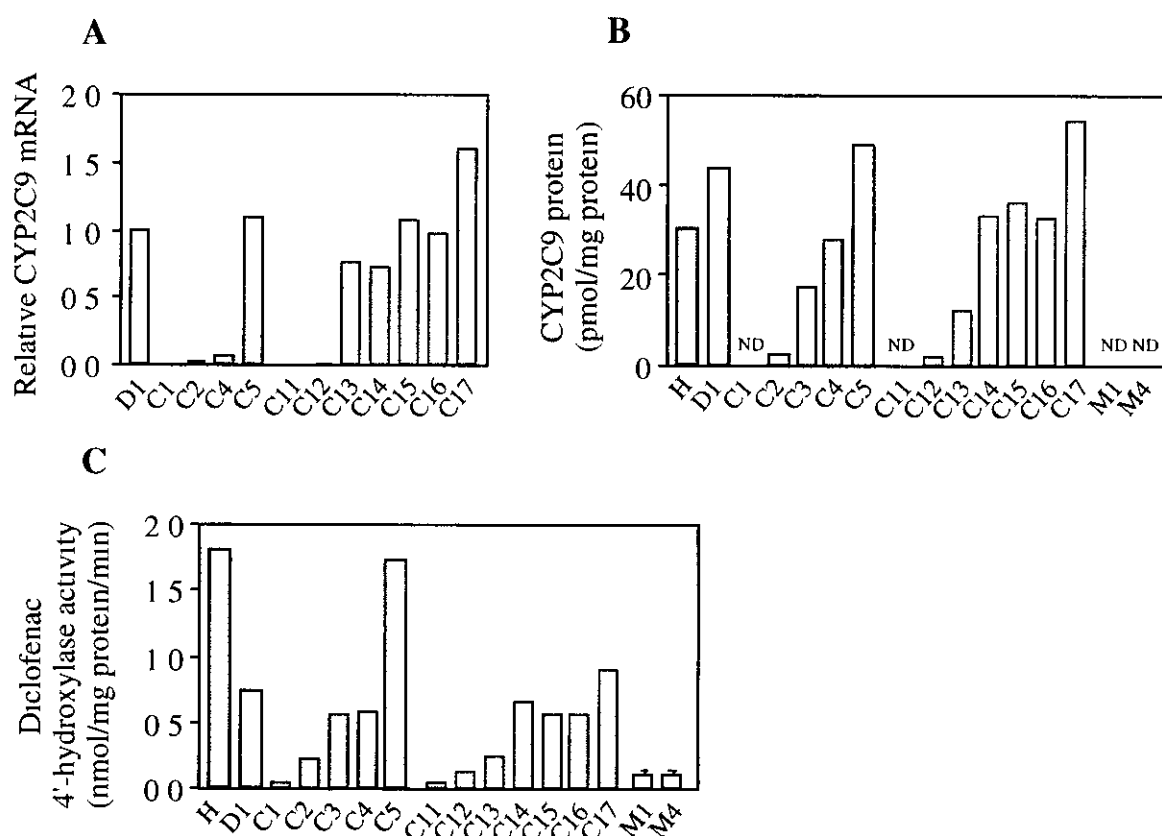 A
Relative CYP2C9 mRNA
2 0
1 5
1 0
0 5
0 0
D1 C1 C2 C4 C5 C11 C12 C13 C14 C15 C16 C17
B
CYP2C9 protein
(pmol/mg protein)
60
40
20
0
ND ND ND ND
H D1 C1 C2 C3 C4 C5 C11 C12 C13 C14 C15 C16 C17 M1 M4
C
Diclofenac
4'-hydroxylase activity
(nmol/mg protein/min)
2 0
1 5
1 0
0 5
0 0
H D1 C1 C2 C3 C4 C5 C11 C12 C13 C14 C15 C16 C17 M1 M4